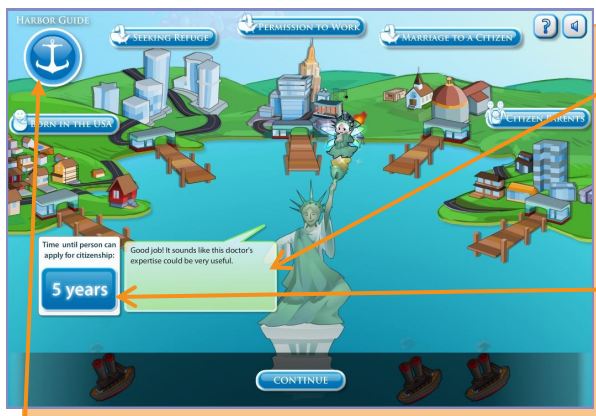 HARBOR GUIDE
SEEKING REFUGE
PERMISSION TO WORK
MARRIAGE TO A CITIZEN
?
BORN IN THE USA
CITIZEN PARENTS
Time until person can
apply for citizenship:
5 years
Good job! It sounds like this doctor's
expertise could be very useful.
CONTINUE